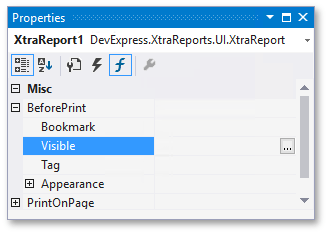 Properties
XtraReport1 DevExpress.XtraReports.UI.XtraReport
Misc
BeforePrint
Bookmark
Visible
...
Tag
Appearance
PrintOnPage